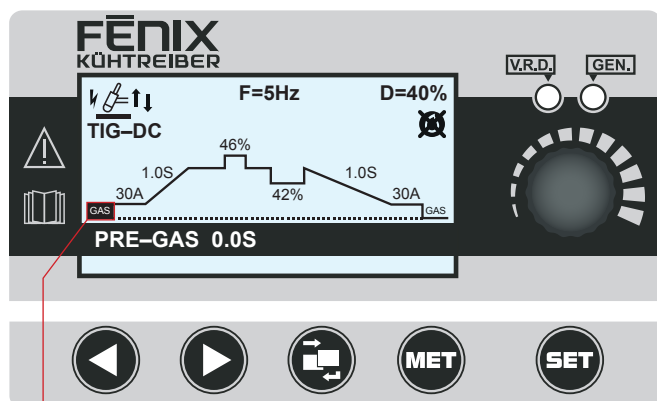 FĒNIX
KÜHTREIBER
V.R.D. GEN.
F=5Hz D=40%
TIG–DC
46%
1.0S 1.0S
30A 42% 30A
GAS GAS
PRE–GAS 0.0S
MET SET